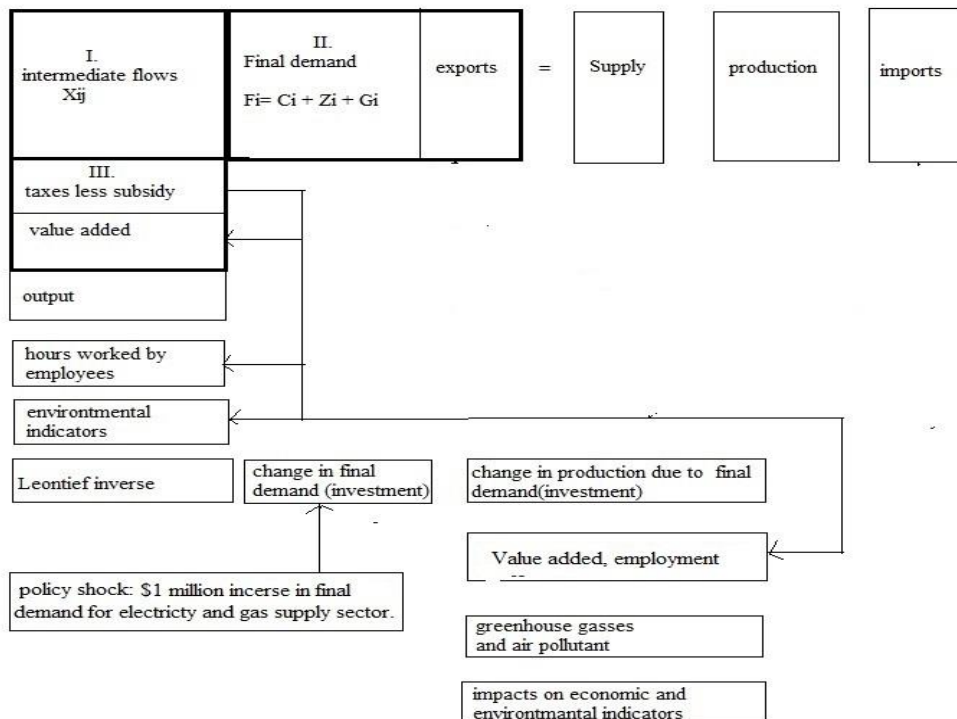 I.
intermediate flows
Xij
II.
Final demand
Fi= Ci + Zi + Gi
exports
=
Supply
production
imports
III.
taxes less subsidy
value added
output
hours worked by
employees
environtmental
indicators
Leontief inverse
change in final
demand (investment)
change in production due to final
demand(investment)
Value added, employment
policy shock: $1 million incerse in final
demand for electricty and gas supply sector.
greenhouse gasses
and air pollutant
impacts on economic and
environtmantal indicators